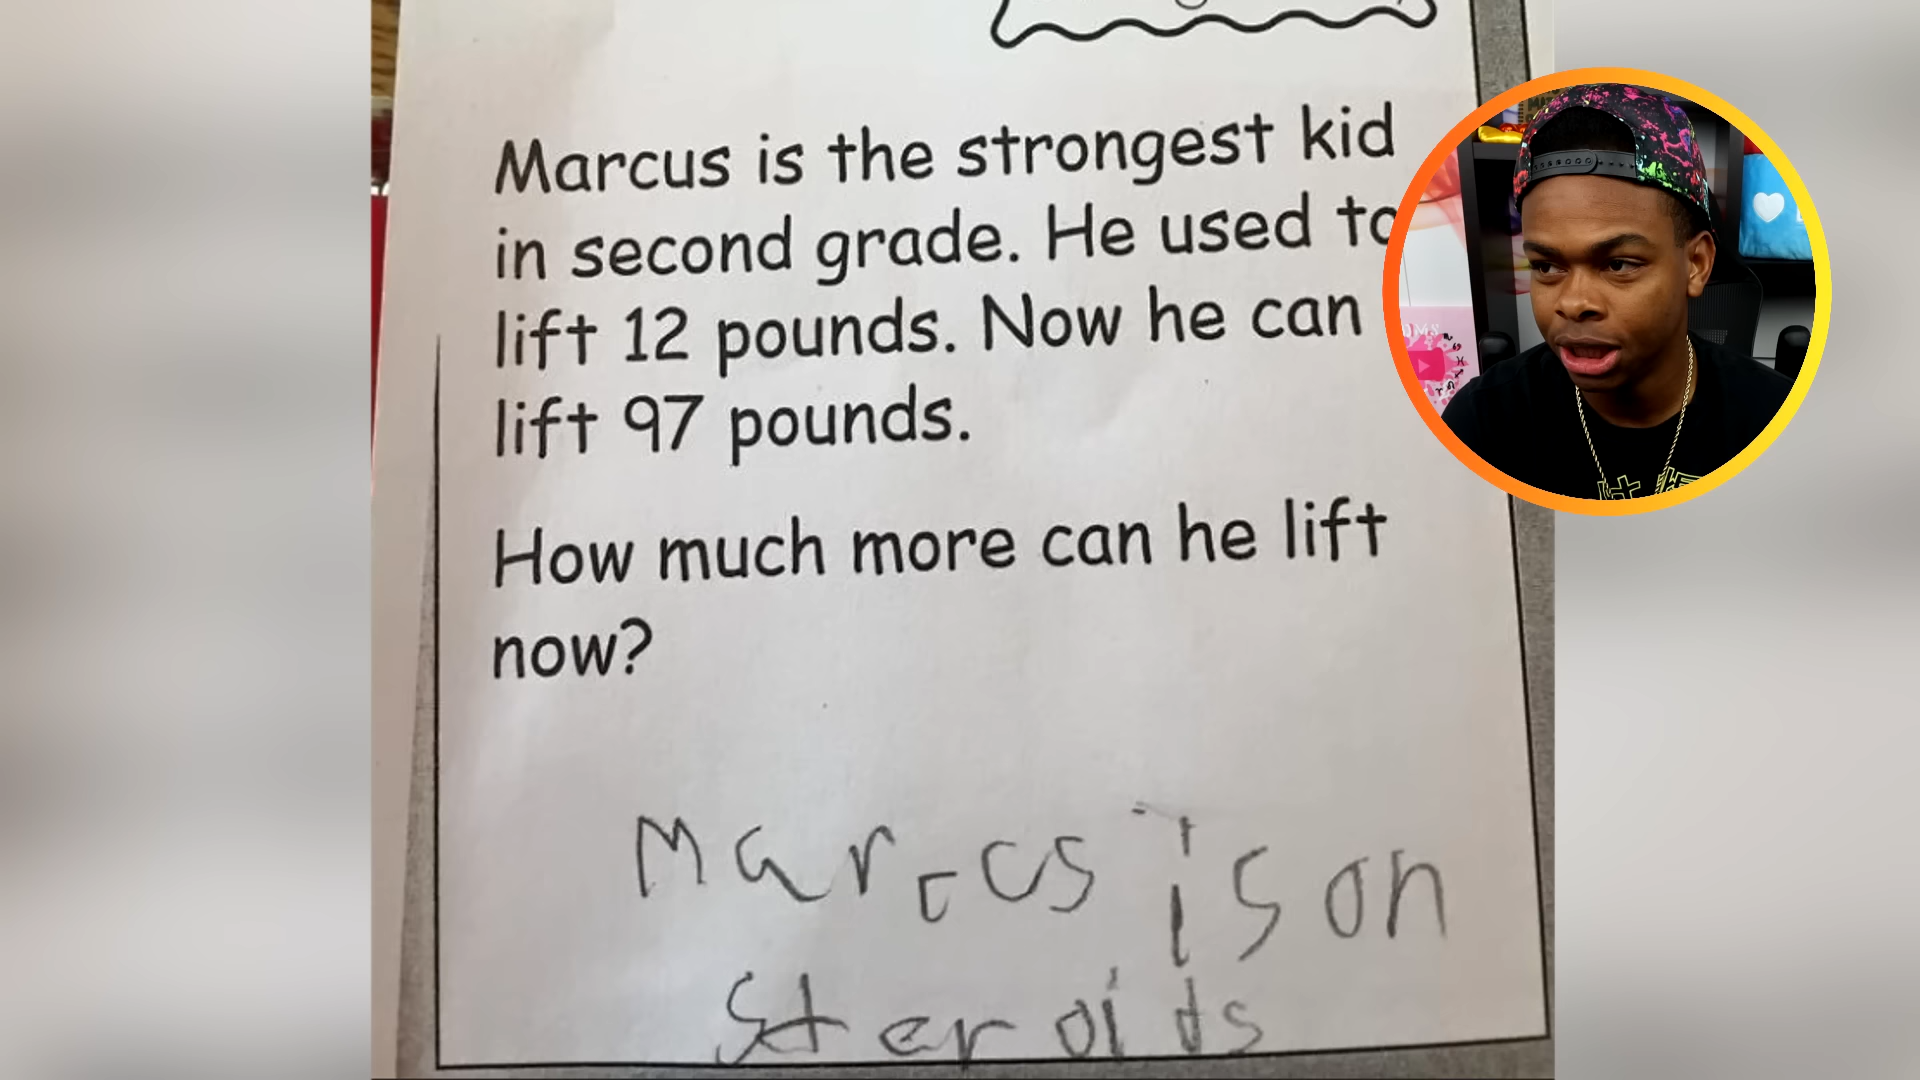 Marcus is the strongest kid
in second grade. He used to
lift 12 pounds. Now he can
lift 97 pounds.
How much more can he lift
now?
Marccs is on
steroids